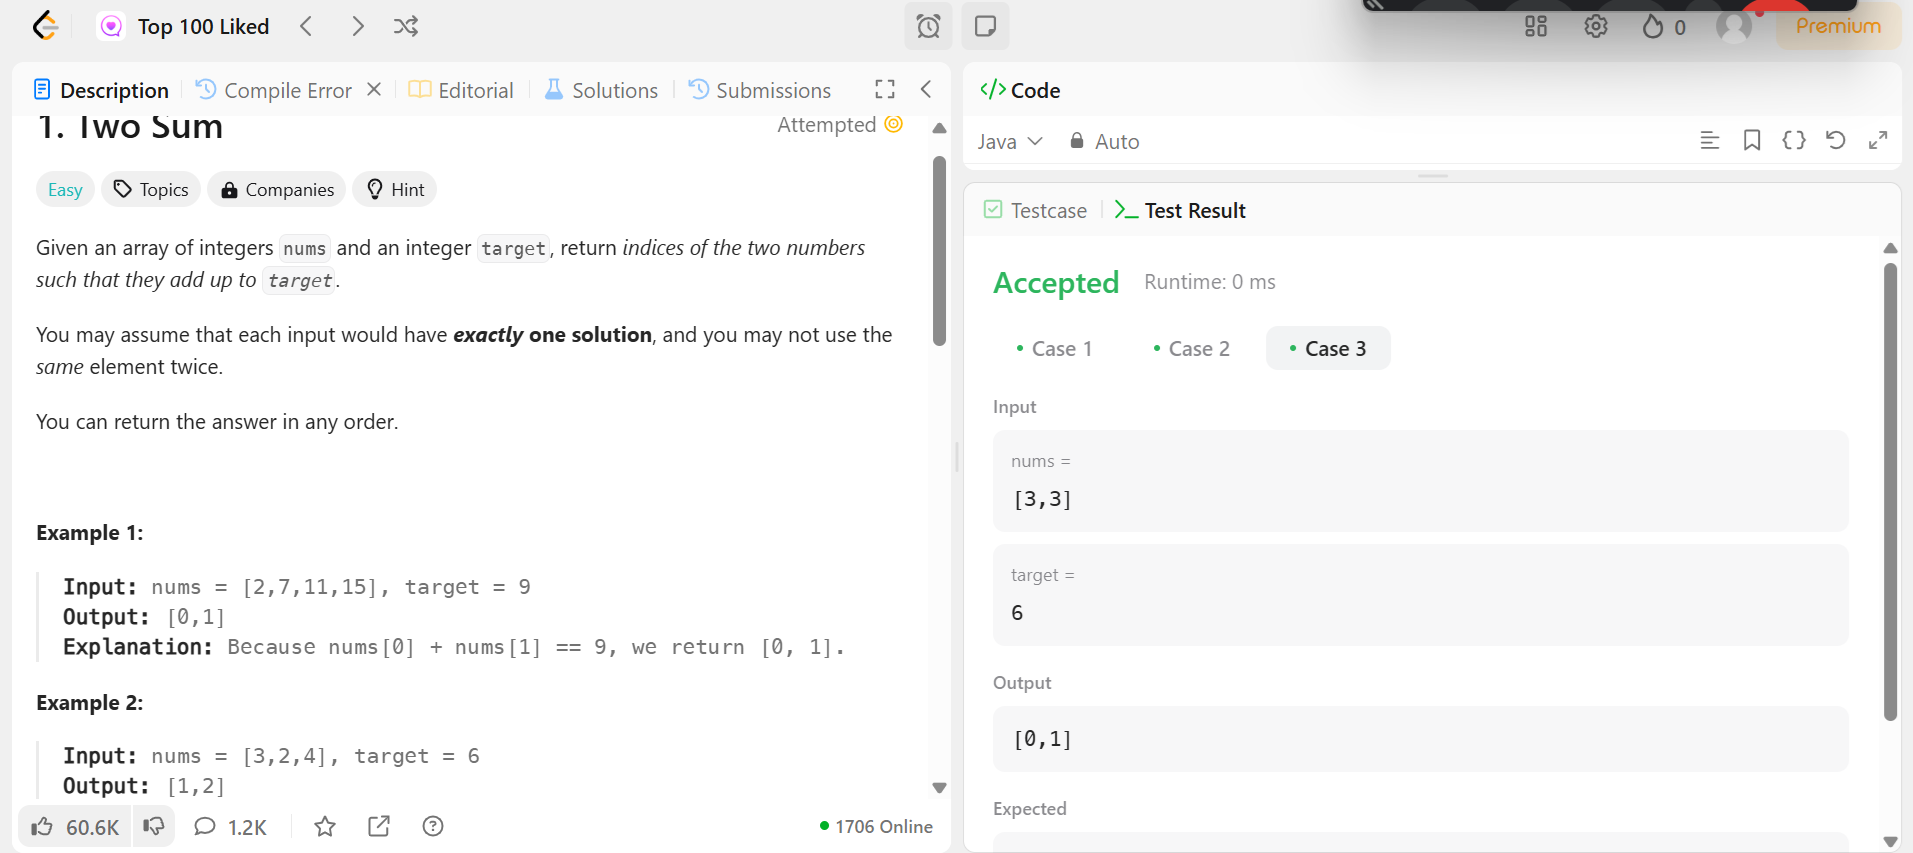 Top 100 Liked
0
Premium
Description
Compile Error
Editorial
Solutions
Submissions
1. Two Sum
Attempted
Easy
Topics
Companies
Hint
Given an array of integers nums and an integer target, return indices of the two numbers
such that they add up to target.
You may assume that each input would have exactly one solution, and you may not use the
same element twice.
You can return the answer in any order.
Example 1:
Input: nums = [2,7,11,15], target = 9
Output: [0,1]
Explanation: Because nums[0] + nums[1] == 9, we return [0, 1].
Example 2:
Input: nums = [3,2,4], target = 6
Output: [1,2]
60.6K
1.2K
1706 Online
</> Code
Java
Auto
Testcase
>_ Test Result
Accepted
Runtime: 0 ms
• Case 1
• Case 2
• Case 3
Input
nums =
[3,3]
target =
6
Output
[0,1]
Expected